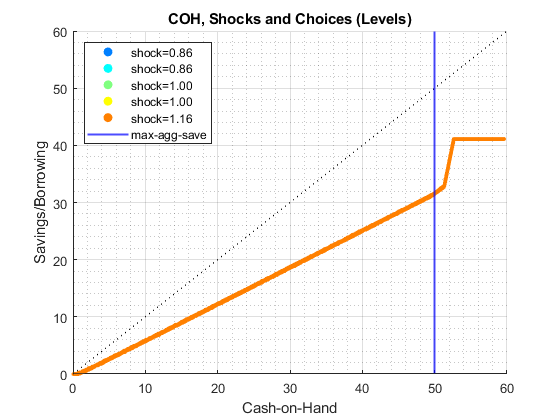 COH, Shocks and Choices (Levels)
60
50
40
30
20
10
0
Savings/Borrowing
shock=0.86
shock=0.86
shock=1.00
shock=1.00
shock=1.16
max-agg-save
0 10 20 30 40 50 60
Cash-on-Hand